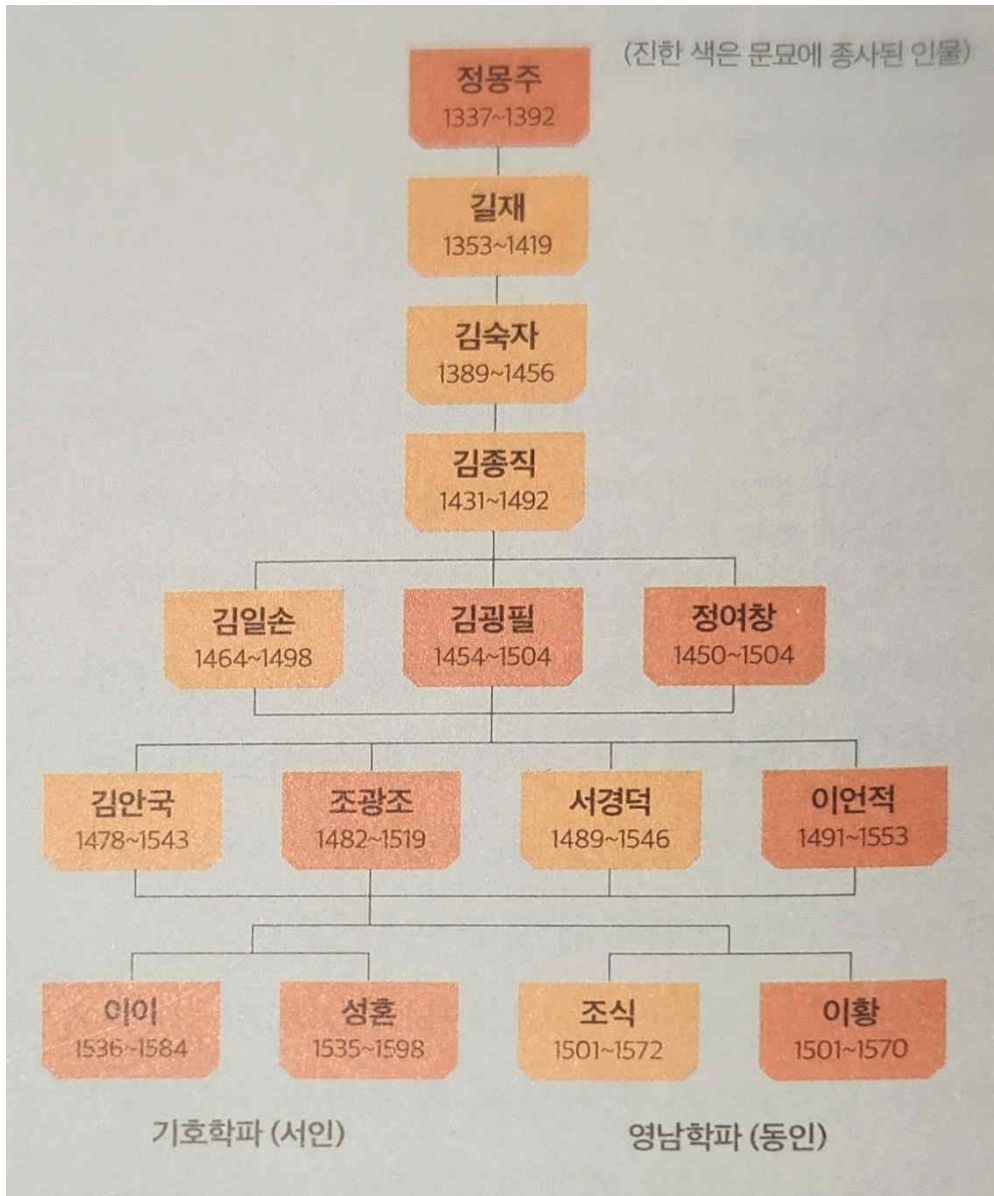 (진한 색은 문묘에 종사된 인물)
정몽주
1337~1392
길재
1353~1419
김숙자
1389~1456
김종직
1431~1492
김일손
1464~1498
김굉필
1454~1504
정여창
1450~1504
김안국
1478~1543
조광조
1482~1519
서경덕
1489~1546
이언적
1491~1553
이이
1536~1584
성혼
1535~1598
조식
1501~1572
이황
1501~1570
기호학파 (서인)
영남학파 (동인)